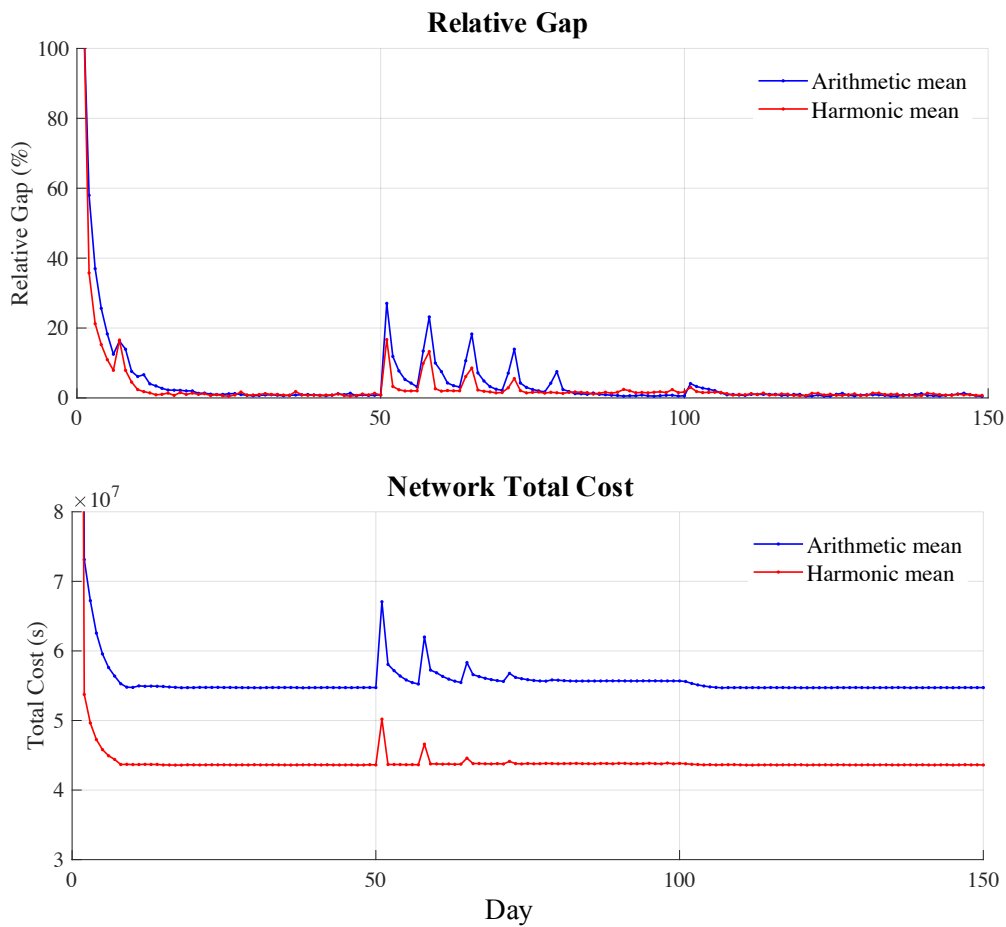 Relative Gap
Relative Gap (%)
100
80
60
40
20
0
0 50 100 150
Arithmetic mean
Harmonic mean
Network Total Cost
×10^7
Total Cost (s)
8
7
6
5
4
3
0 50 100 150
Arithmetic mean
Harmonic mean
Day